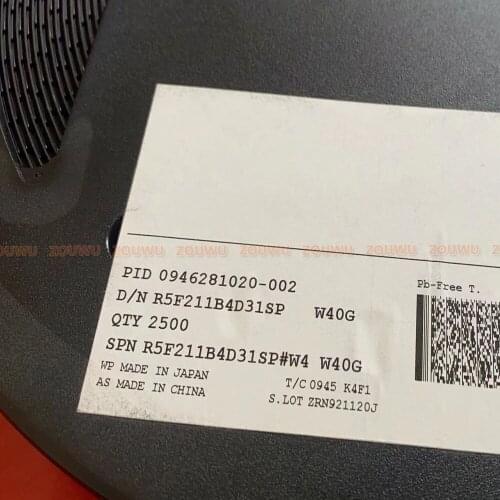 ZOUWU ZOUWU ZOUWU ZOUWU ZOUWU ZOUWU ZOUWU
PID 0946281020-002
Pb-Free T.
D/N R5F211B4D31SP W40G
QTY 2500
SPN R5F211B4D31SP#W4 W40G
WP MADE IN JAPAN T/C 0945 K4F1
AS MADE IN CHINA S.LOT ZRN921120J